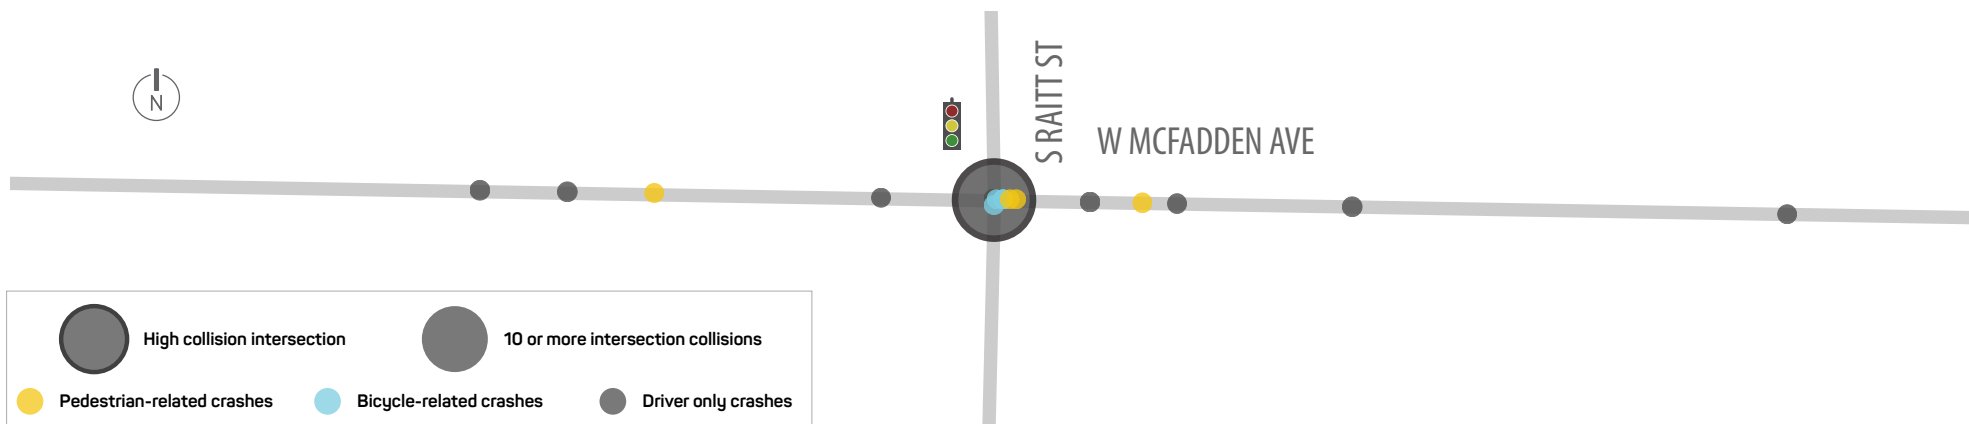 N
S RAITT ST
W MCFADDEN AVE
High collision intersection
10 or more intersection collisions
Pedestrian-related crashes
Bicycle-related crashes
Driver only crashes